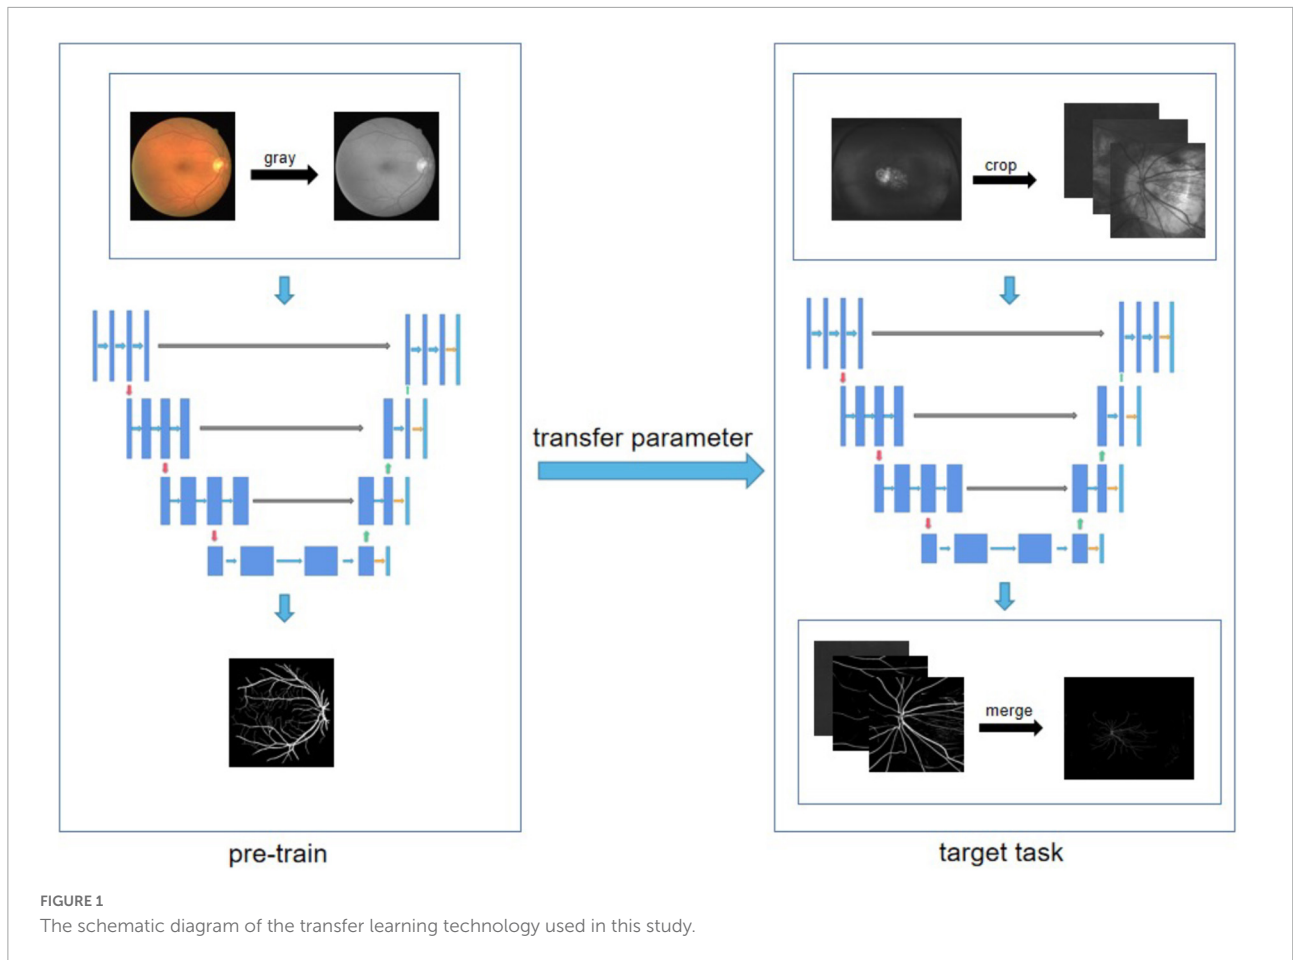 gray
crop
transfer parameter
merge
pre-train
target task
FIGURE 1
The schematic diagram of the transfer learning technology used in this study.